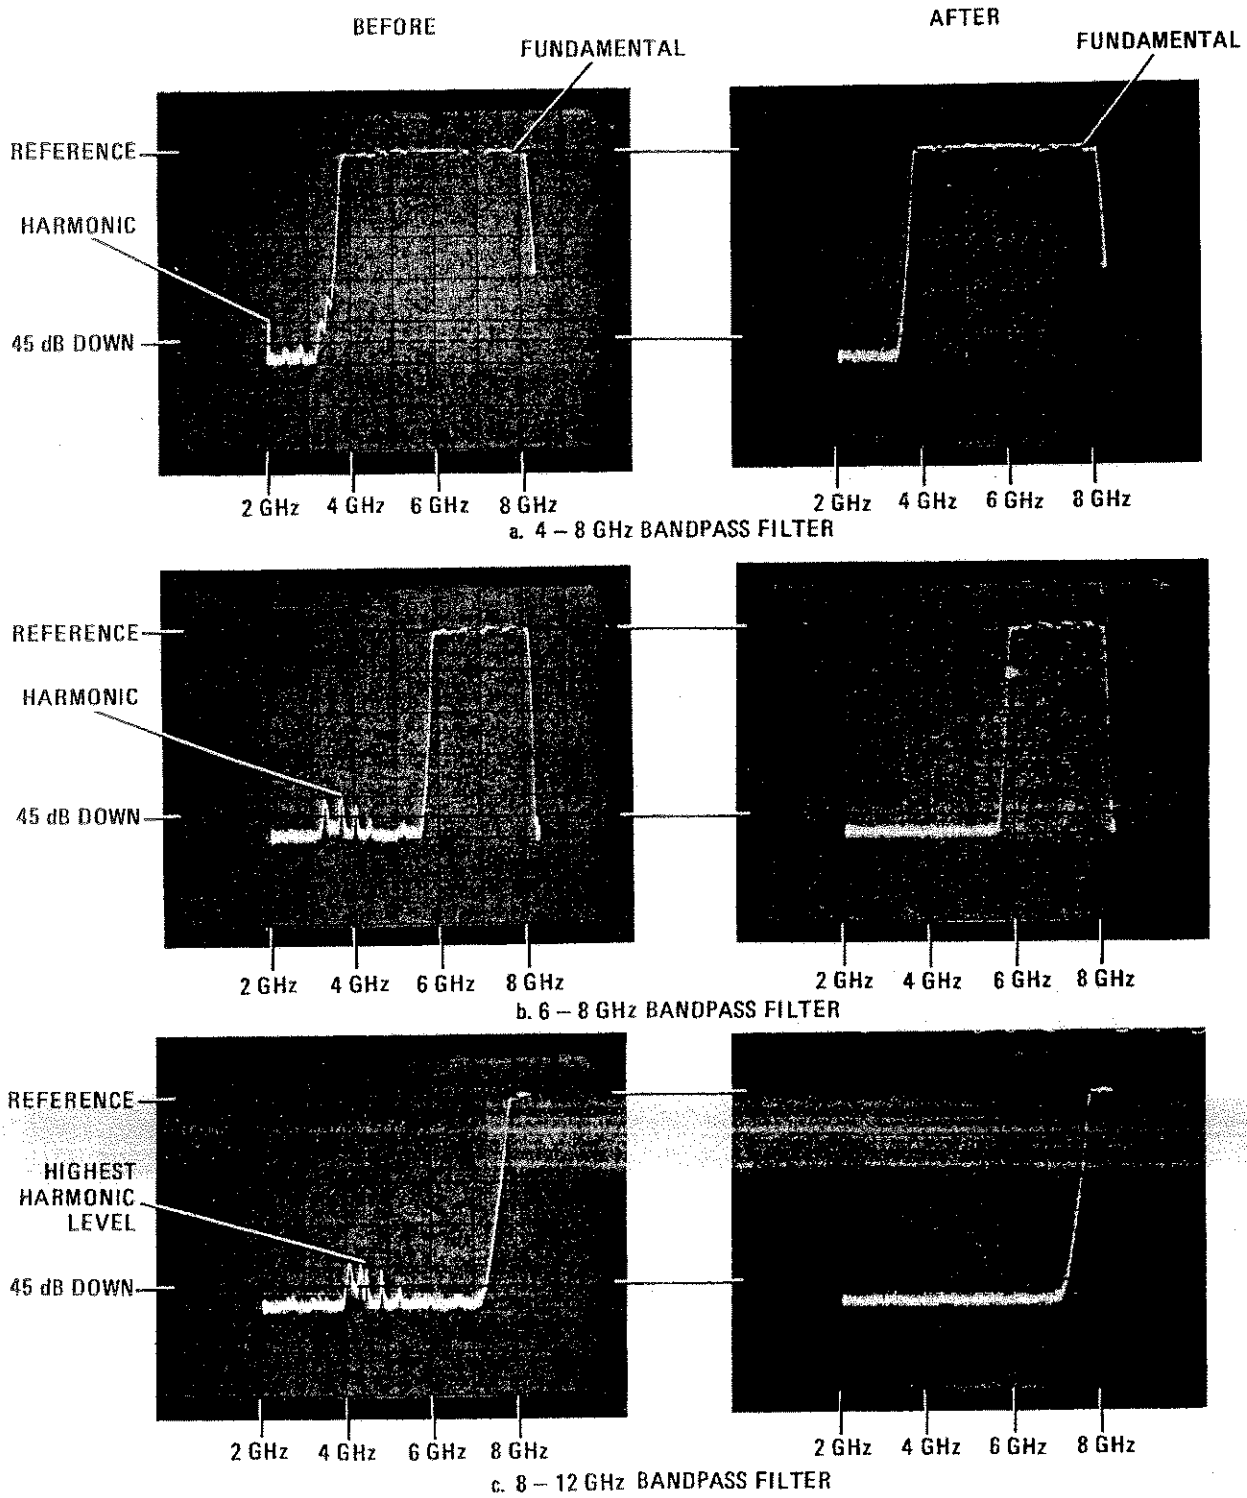 BEFORE
AFTER
FUNDAMENTAL
FUNDAMENTAL
REFERENCE
HARMONIC
45 dB DOWN
2 GHz 4 GHz 6 GHz 8 GHz
2 GHz 4 GHz 6 GHz 8 GHz
a. 4 – 8 GHz BANDPASS FILTER
REFERENCE
HARMONIC
45 dB DOWN
2 GHz 4 GHz 6 GHz 8 GHz
2 GHz 4 GHz 6 GHz 8 GHz
b. 6 – 8 GHz BANDPASS FILTER
REFERENCE
HIGHEST
HARMONIC
LEVEL
45 dB DOWN
2 GHz 4 GHz 6 GHz 8 GHz
2 GHz 4 GHz 6 GHz 8 GHz
c. 8 – 12 GHz BANDPASS FILTER